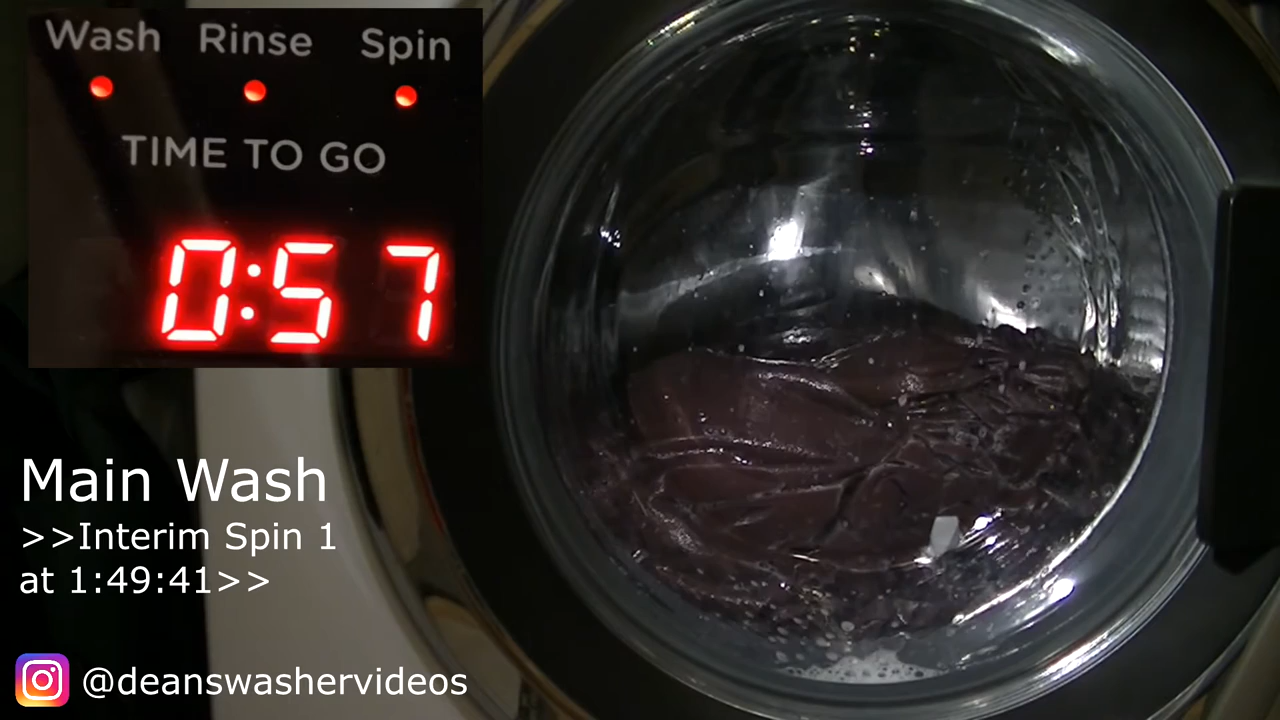 Wash Rinse Spin
TIME TO GO
0:57
Main Wash
>>Interim Spin 1
at 1:49:41>>
@deanswashervideos